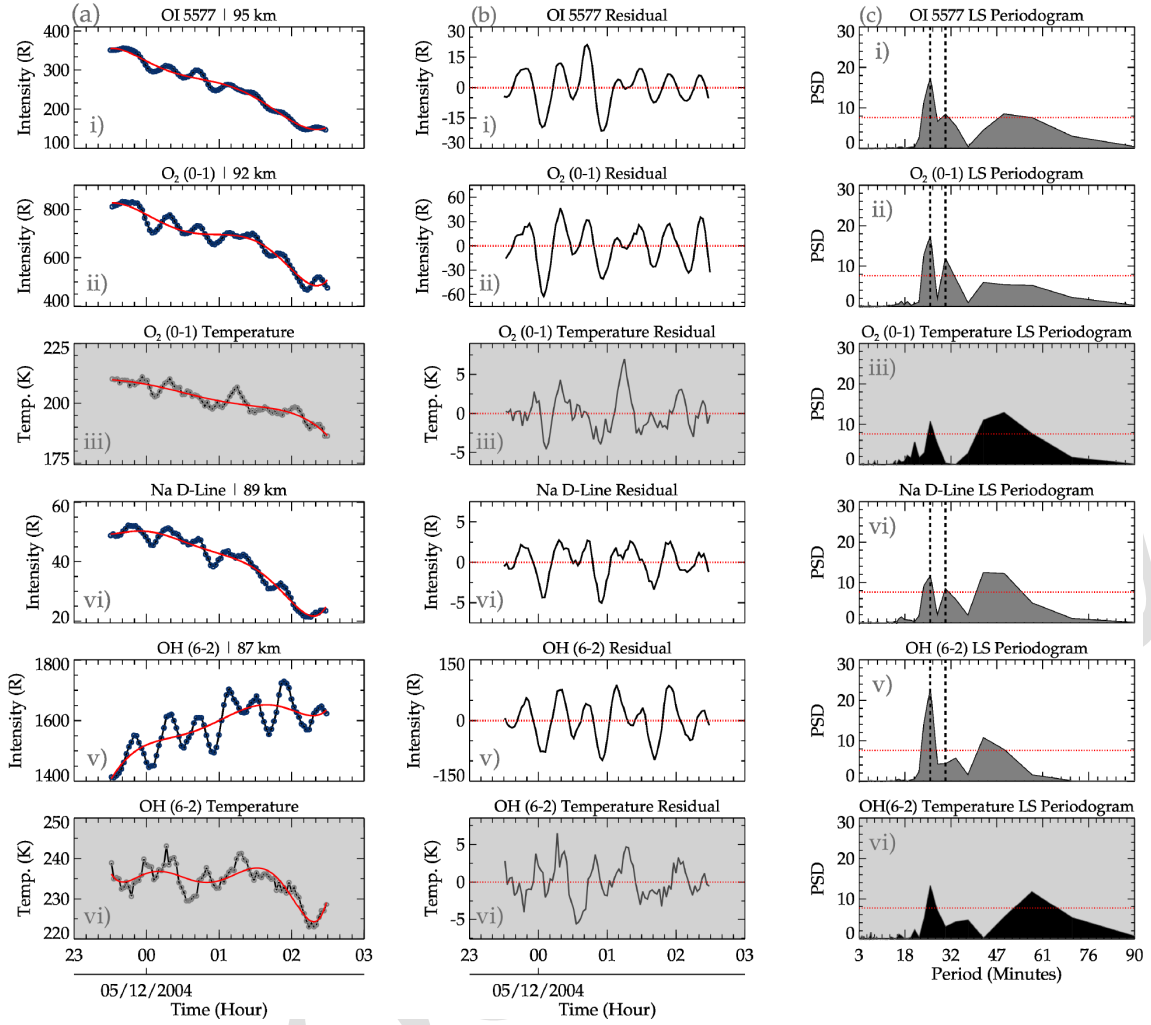 (a) OI 5577 | 95 km
(b) OI 5577 Residual
(c) OI 5577 LS Periodogram
Intensity (R)
400
300
200
100
i)
Intensity (R)
30
15
0
-15
-30
i)
PSD
30
20
10
0
i)
O2 (0-1) | 92 km
O2 (0-1) Residual
O2 (0-1) LS Periodogram
Intensity (R)
800
600
400
ii)
Intensity (R)
60
30
0
-30
-60
ii)
PSD
30
20
10
0
ii)
O2 (0-1) Temperature
O2 (0-1) Temperature Residual
O2 (0-1) Temperature LS Periodogram
Temp. (K)
225
200
175
iii)
Temp. (K)
5
0
-5
iii)
PSD
30
20
10
0
iii)
Na D-Line | 89 km
Na D-Line Residual
Na D-Line LS Periodogram
Intensity (R)
60
40
20
vi)
Intensity (R)
5
0
-5
vi)
PSD
30
20
10
0
vi)
OH (6-2) | 87 km
OH (6-2) Residual
OH (6-2) LS Periodogram
Intensity (R)
1800
1600
1400
v)
Intensity (R)
150
0
-150
v)
PSD
30
20
10
0
v)
OH (6-2) Temperature
OH (6-2) Temperature Residual
OH(6-2) Temperature LS Periodogram
Temp. (K)
250
240
230
220
vi)
Temp. (K)
5
0
-5
vi)
PSD
30
20
10
0
vi)
23 00 01 02 03
05/12/2004
Time (Hour)
23 00 01 02 03
05/12/2004
Time (Hour)
3 18 32 47 61 76 90
Period (Minutes)